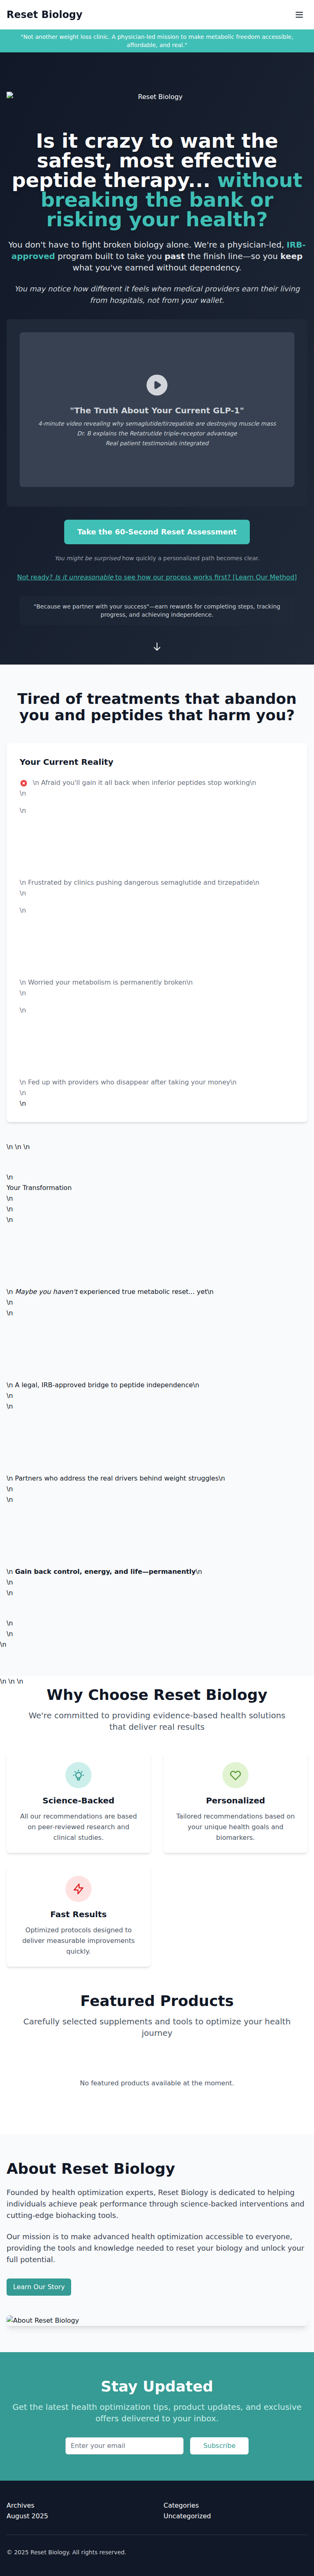 Reset Biology
"Not another weight loss clinic. A physician-led mission to make metabolic freedom accessible,
affordable, and real."
Reset Biology
Is it crazy to want the
safest, most effective
peptide therapy... without
breaking the bank or
risking your health?
You don't have to fight broken biology alone. We're a physician-led, IRB-
approved program built to take you past the finish line—so you keep
what you've earned without dependency.
You may notice how different it feels when medical providers earn their living
from hospitals, not from your wallet.
"The Truth About Your Current GLP-1"
4-minute video revealing why semaglutide/tirzepatide are destroying muscle mass
Dr. B explains the Retatrutide triple-receptor advantage
Real patient testimonials integrated
Take the 60-Second Reset Assessment
You might be surprised how quickly a personalized path becomes clear.
Not ready? Is it unreasonable to see how our process works first? [Learn Our Method]
"Because we partner with your success"—earn rewards for completing steps, tracking
progress, and achieving independence.
Tired of treatments that abandon
you and peptides that harm you?
Your Current Reality
\n Afraid you'll gain it all back when inferior peptides stop working\n
\n
\n
\n Frustrated by clinics pushing dangerous semaglutide and tirzepatide\n
\n
\n
\n Worried your metabolism is permanently broken\n
\n
\n
\n Fed up with providers who disappear after taking your money\n
\n
\n
\n \n \n
\n
Your Transformation
\n
\n
\n
\n Maybe you haven't experienced true metabolic reset... yet\n
\n
\n
\n A legal, IRB-approved bridge to peptide independence\n
\n
\n
\n Partners who address the real drivers behind weight struggles\n
\n
\n
\n Gain back control, energy, and life—permanently\n
\n
\n
\n
\n
\n
\n \n \n
Why Choose Reset Biology
We're committed to providing evidence-based health solutions
that deliver real results
Science-Backed
All our recommendations are based
on peer-reviewed research and
clinical studies.
Personalized
Tailored recommendations based on
your unique health goals and
biomarkers.
Fast Results
Optimized protocols designed to
deliver measurable improvements
quickly.
Featured Products
Carefully selected supplements and tools to optimize your health
journey
No featured products available at the moment.
About Reset Biology
Founded by health optimization experts, Reset Biology is dedicated to helping
individuals achieve peak performance through science-backed interventions and
cutting-edge biohacking tools.
Our mission is to make advanced health optimization accessible to everyone,
providing the tools and knowledge needed to reset your biology and unlock your
full potential.
Learn Our Story
About Reset Biology
Stay Updated
Get the latest health optimization tips, product updates, and exclusive
offers delivered to your inbox.
Enter your email
Subscribe
Archives
August 2025
Categories
Uncategorized
© 2025 Reset Biology. All rights reserved.